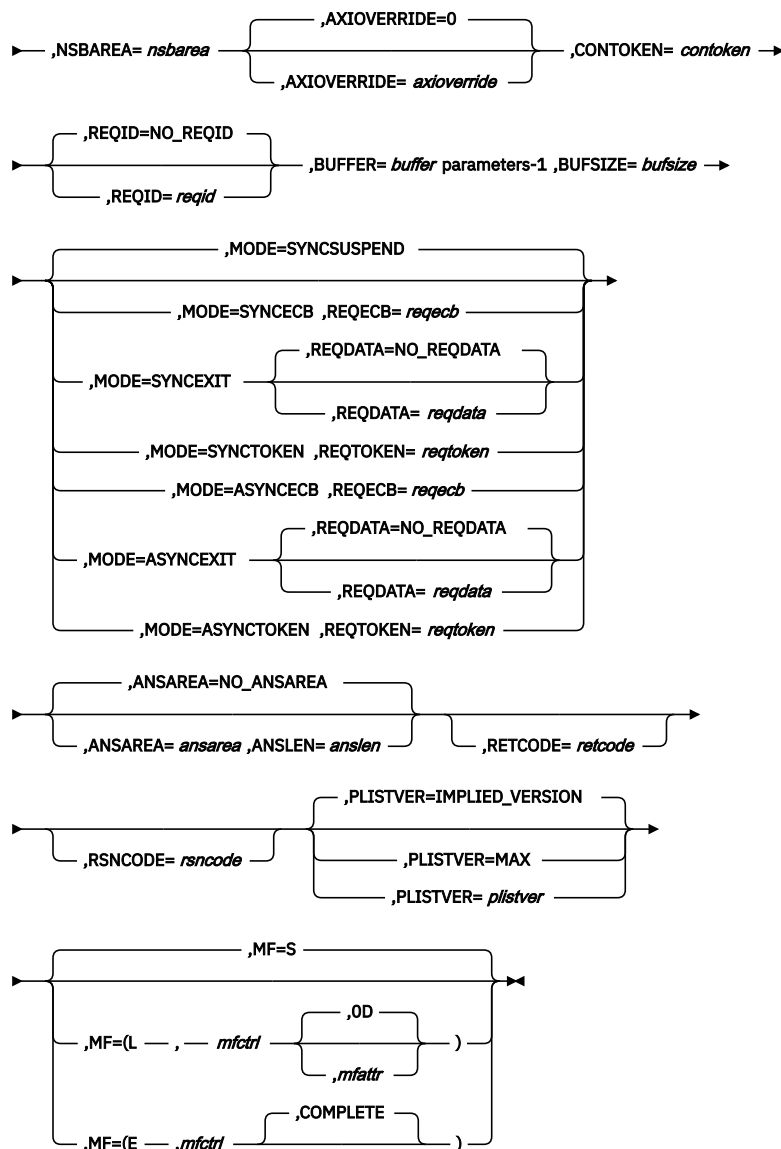 ,AXIOVERRIDE=0
,NSBAREA= nsbarea ,CONTOKEN= contoken
,AXIOVERRIDE= axioverride
,REQID=NO_REQID
,BUFFER= buffer parameters-1 ,BUFSIZE= bufsize
,REQID= reqid
,MODE=SYNCSUSPEND
,MODE=SYNCECB ,REQECB= reqecb
,REQDATA=NO_REQDATA
,MODE=SYNCEXIT
,REQDATA= reqdata
,MODE=SYNCTOKEN ,REQTOKEN= reqtoken
,MODE=ASYNCECB ,REQECB= reqecb
,REQDATA=NO_REQDATA
,MODE=ASYNCEXIT
,REQDATA= reqdata
,MODE=ASYNCTOKEN ,REQTOKEN= reqtoken
,ANSAREA=NO_ANSAREA
,ANSAREA= ansarea ,ANSLEN= anslen
,RETCODE= retcode
,PLISTVER=IMPLIED_VERSION
,RSNCODE= rsncode
,PLISTVER=MAX
,PLISTVER= plistver
,MF=S
,0D
,MF=(L , mfctrl )
,mfattr
,COMPLETE
,MF=(E ,mfctrl )